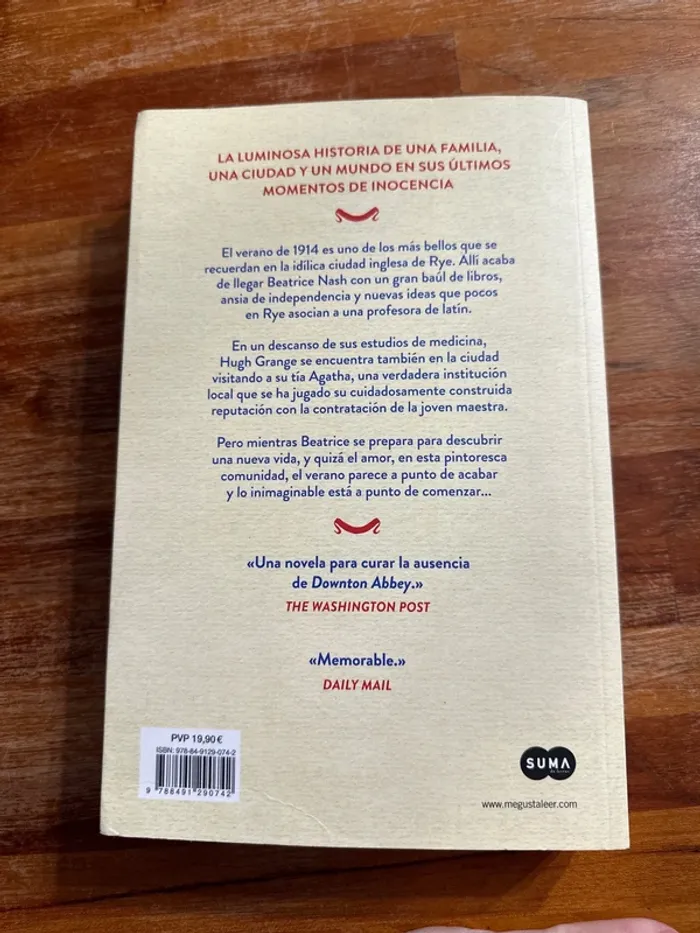 LA LUMINOSA HISTORIA DE UNA FAMILIA,
UNA CIUDAD Y UN MUNDO EN SUS ÚLTIMOS
MOMENTOS DE INOCENCIA
El verano de 1914 es uno de los más bellos que se
recuerdan en la idílica ciudad inglesa de Rye. Allí acaba
de llegar Beatrice Nash con un gran baúl de libros,
ansia de independencia y nuevas ideas que pocos
en Rye asocian a una profesora de latín.
En un descanso de sus estudios de medicina,
Hugh Grange se encuentra también en la ciudad
visitando a su tía Agatha, una verdadera institución
local que se ha jugado su cuidadosamente construida
reputación con la contratación de la joven maestra.
Pero mientras Beatrice se prepara para descubrir
una nueva vida, y quizá el amor, en esta pintoresca
comunidad, el verano parece a punto de acabar
y lo inimaginable está a punto de comenzar...
«Una novela para curar la ausencia
de Downton Abbey.»
THE WASHINGTON POST
«Memorable.»
DAILY MAIL
PVP 19,90 €
ISBN: 978-84-9129-074-2
9 788491 290742
SUMA
www.megustaleer.com